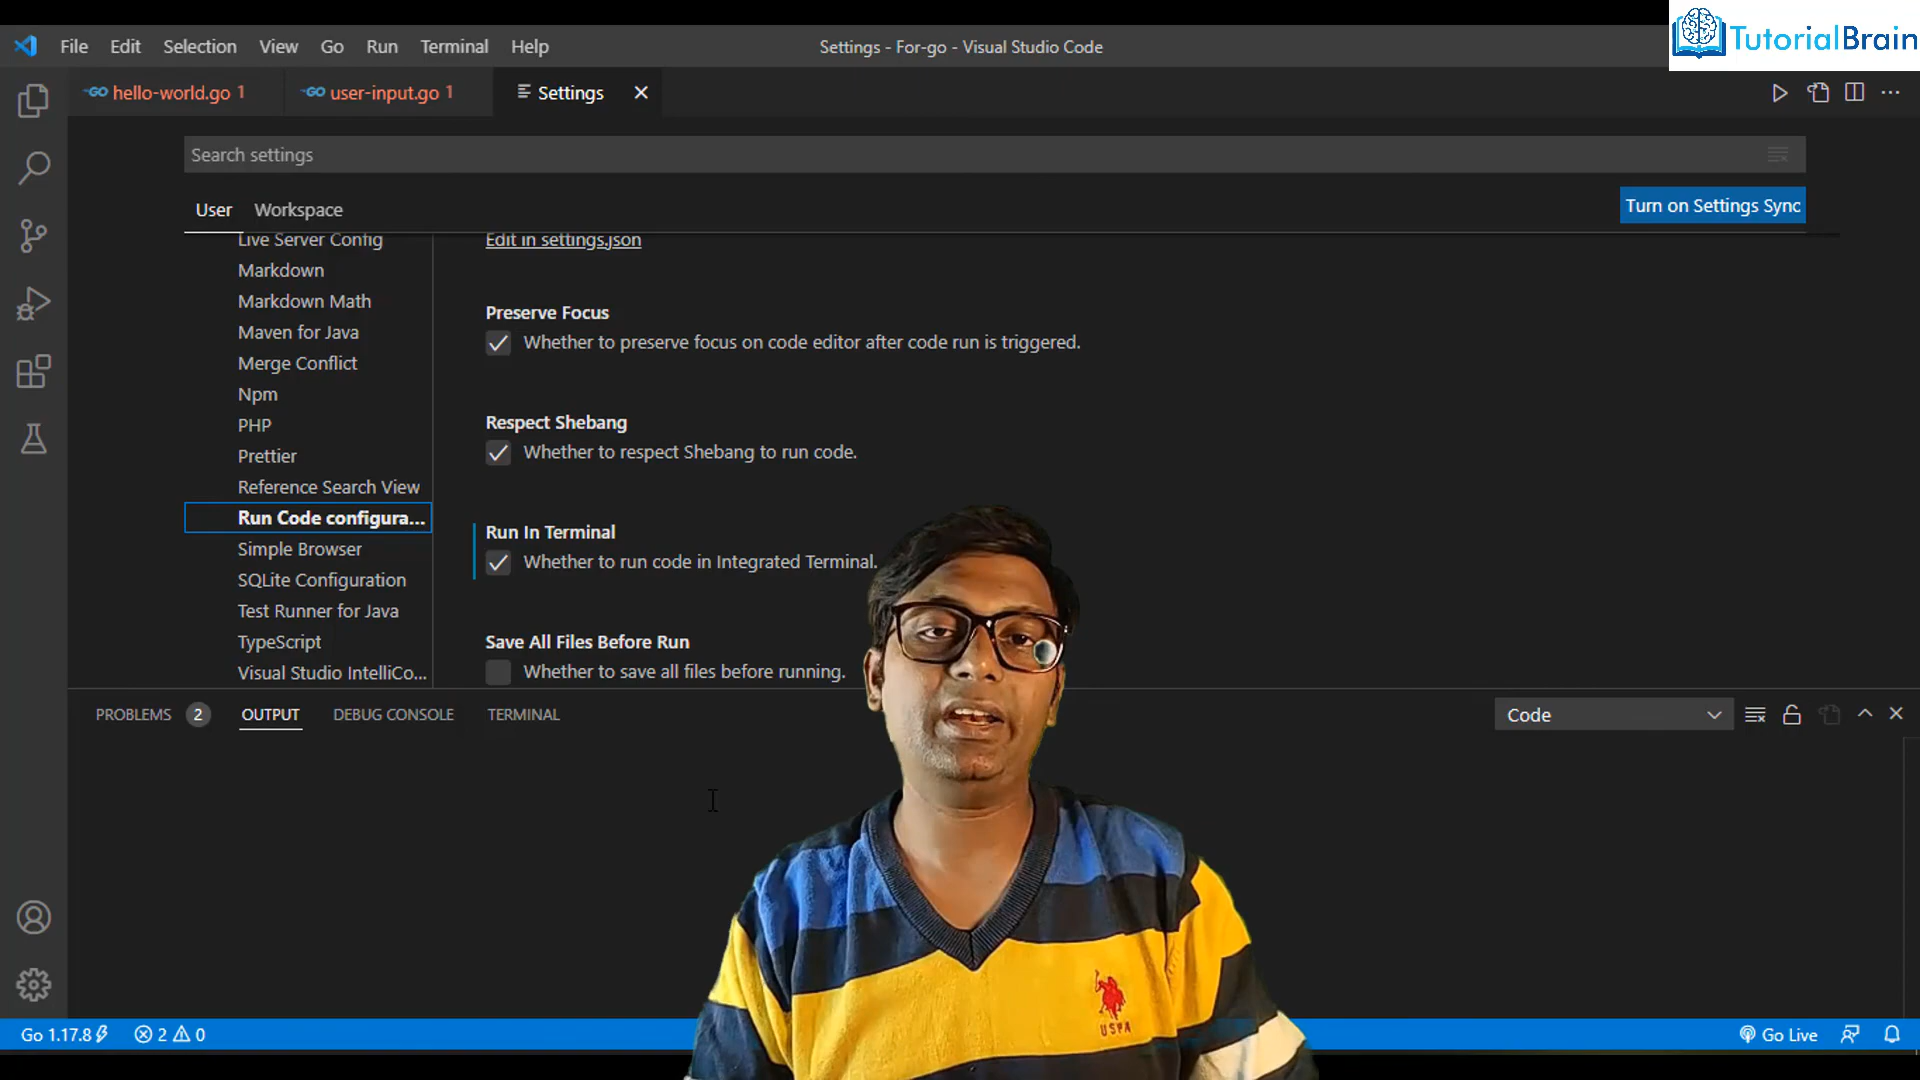 TutorialBrain
File Edit Selection View Go Run Terminal Help
Settings - For-go - Visual Studio Code
hello-world.go 1
user-input.go 1
Settings
Search settings
User Workspace
Turn on Settings Sync
Live Server Config
Markdown
Markdown Math
Maven for Java
Merge Conflict
Npm
PHP
Prettier
Reference Search View
Run Code configura...
Simple Browser
SQLite Configuration
Test Runner for Java
TypeScript
Visual Studio IntelliCo...
Edit in settings.json
Preserve Focus
Whether to preserve focus on code editor after code run is triggered.
Respect Shebang
Whether to respect Shebang to run code.
Run In Terminal
Whether to run code in Integrated Terminal.
Save All Files Before Run
Whether to save all files before running.
PROBLEMS 2 OUTPUT DEBUG CONSOLE TERMINAL
Code
USPA
Go 1.17.8 2 0
Go Live